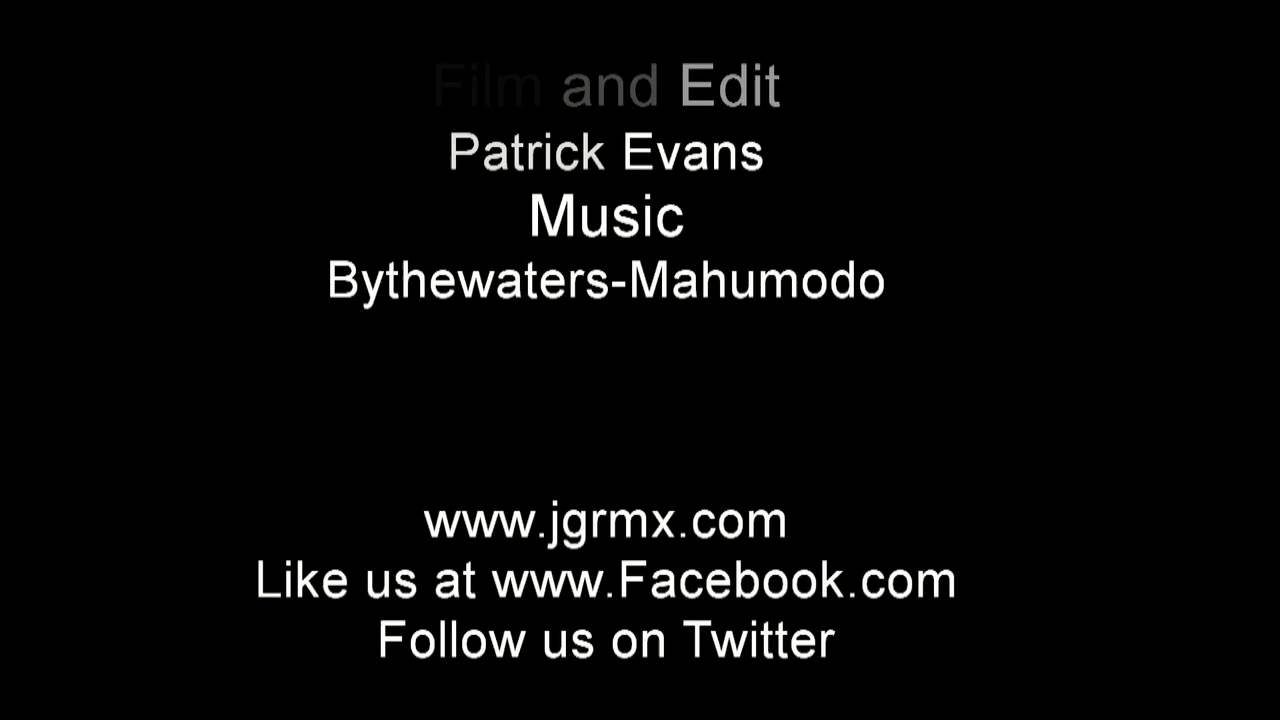 Film and Edit
Patrick Evans
Music
Bythewaters-Mahumodo
www.jgrmx.com
Like us at www.Facebook.com
Follow us on Twitter